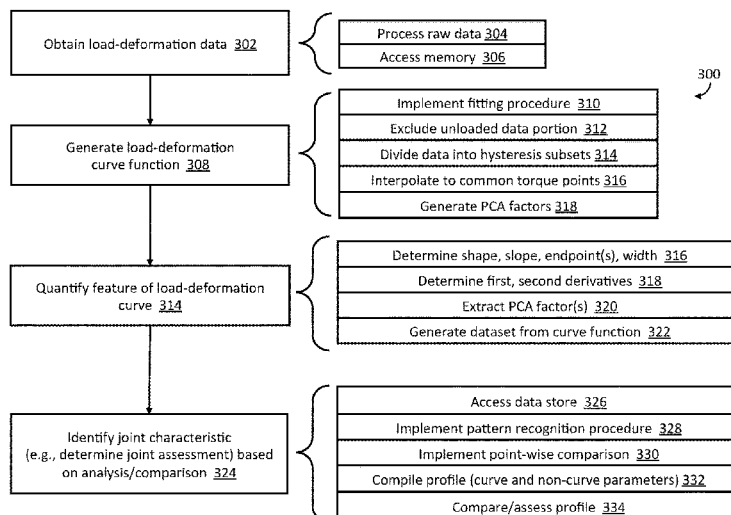 Obtain load-deformation data 302
Process raw data 304
Access memory 306
300
Generate load-deformation
curve function 308
Implement fitting procedure 310
Exclude unloaded data portion 312
Divide data into hysteresis subsets 314
Interpolate to common torque points 316
Generate PCA factors 318
Quantify feature of load-deformation
curve 314
Determine shape, slope, endpoint(s), width 316
Determine first, second derivatives 318
Extract PCA factor(s) 320
Generate dataset from curve function 322
Identify joint characteristic
(e.g., determine joint assessment) based
on analysis/comparison 324
Access data store 326
Implement pattern recognition procedure 328
Implement point-wise comparison 330
Compile profile (curve and non-curve parameters) 332
Compare/assess profile 334